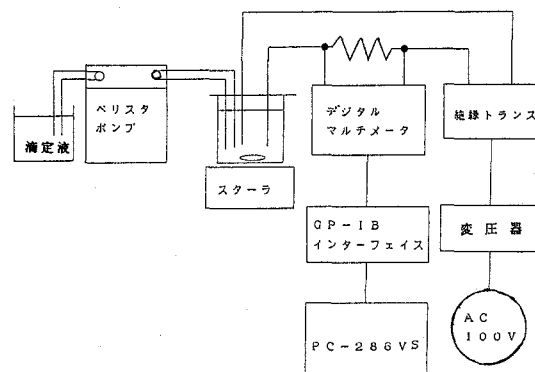 滴定液
ペリスタ
ポンプ
スターラ
デジタル
マルチメータ
絶縁トランス
GP-IB
インターフェイス
変圧器
PC-286VS
AC
100V